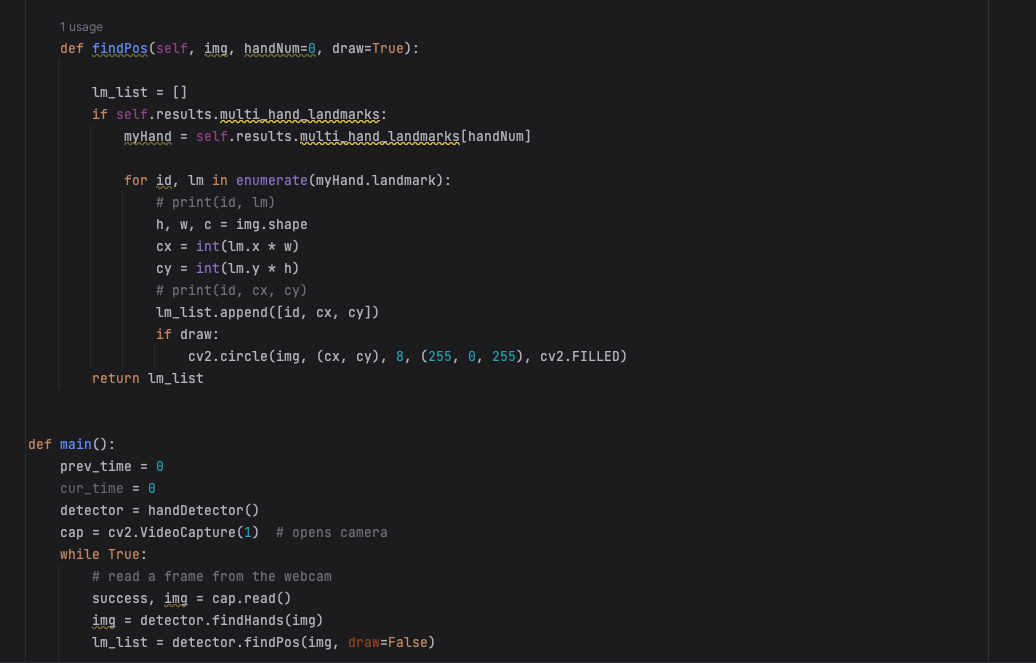 1 usage
def findPos(self, img, handNum=0, draw=True):
lm_list = []
if self.results.multi_hand_landmarks:
myHand = self.results.multi_hand_landmarks[handNum]
for id, lm in enumerate(myHand.landmark):
# print(id, lm)
h, w, c = img.shape
cx = int(lm.x * w)
cy = int(lm.y * h)
# print(id, cx, cy)
lm_list.append([id, cx, cy])
if draw:
cv2.circle(img, (cx, cy), 8, (255, 0, 255), cv2.FILLED)
return lm_list
def main():
prev_time = 0
cur_time = 0
detector = handDetector()
cap = cv2.VideoCapture(1)  # opens camera
while True:
# read a frame from the webcam
success, img = cap.read()
img = detector.findHands(img)
lm_list = detector.findPos(img, draw=False)